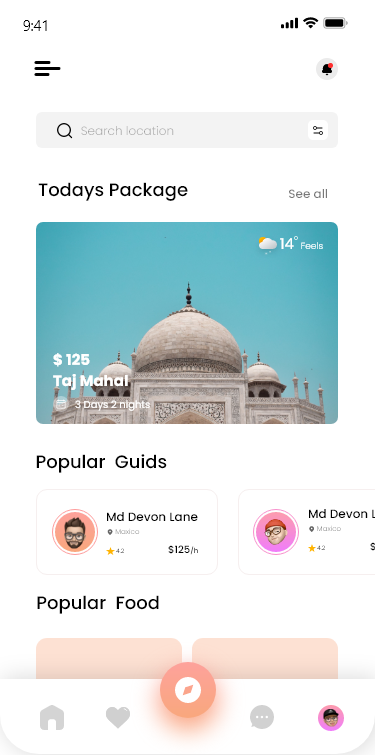 9:41
Search location
Todays Package
See all
14° Feels
$ 125
Taj Mahal
3 Days 2 nights
Popular Guids
Md Devon Lane
Maxico
4.2
$125/h
Md Devon L
Maxico
4.2
$
Popular Food